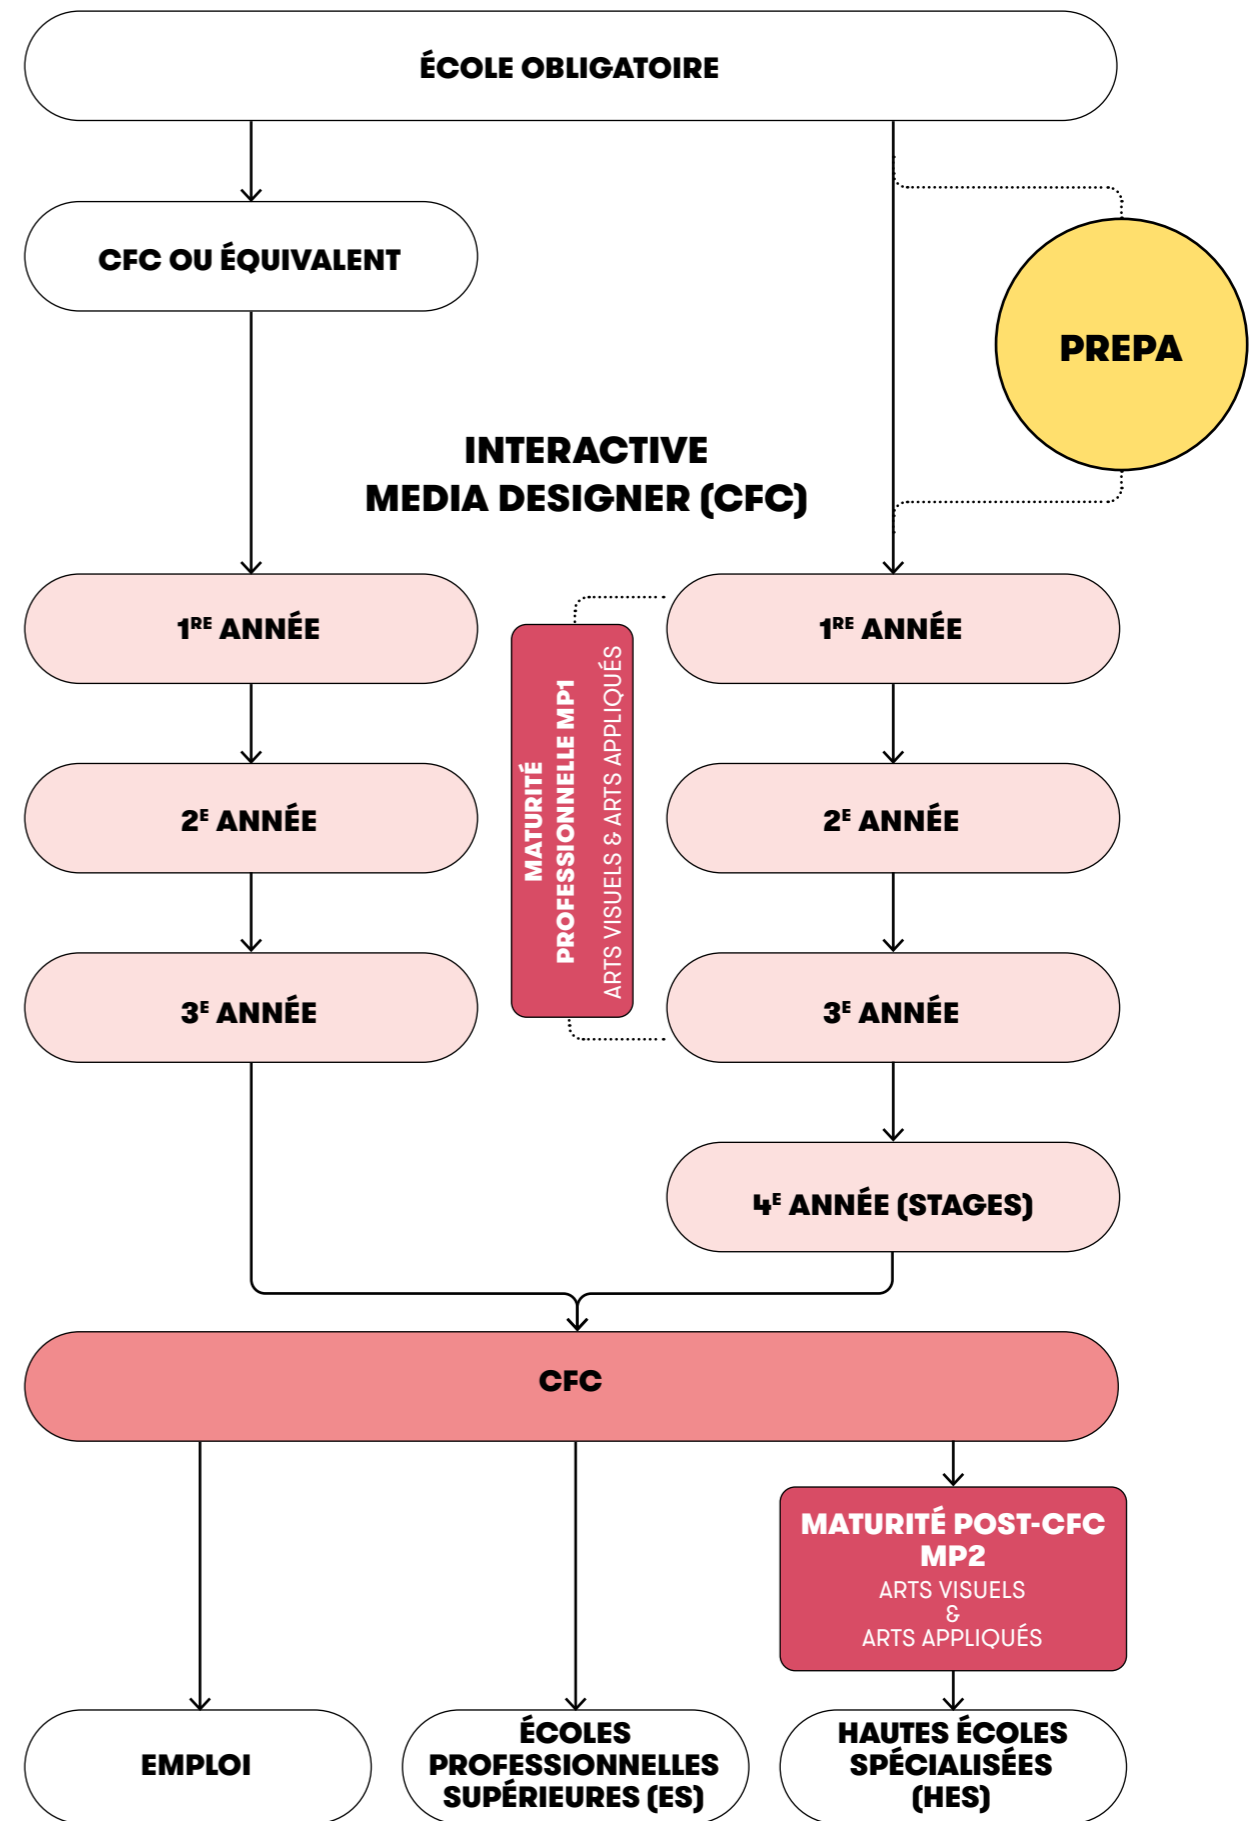 ÉCOLE OBLIGATOIRE
CFC OU ÉQUIVALENT
PREPA
INTERACTIVE
MEDIA DESIGNER (CFC)
1RE ANNÉE
2E ANNÉE
3E ANNÉE
MATURITÉ
PROFESSIONNELLE MP1
ARTS VISUELS & ARTS APPLIQUÉS
1RE ANNÉE
2E ANNÉE
3E ANNÉE
4E ANNÉE (STAGES)
CFC
MATURITÉ POST-CFC
MP2
ARTS VISUELS
&
ARTS APPLIQUÉS
EMPLOI
ÉCOLES
PROFESSIONNELLES
SUPÉRIEURES (ES)
HAUTES ÉCOLES
SPÉCIALISÉES
(HES)